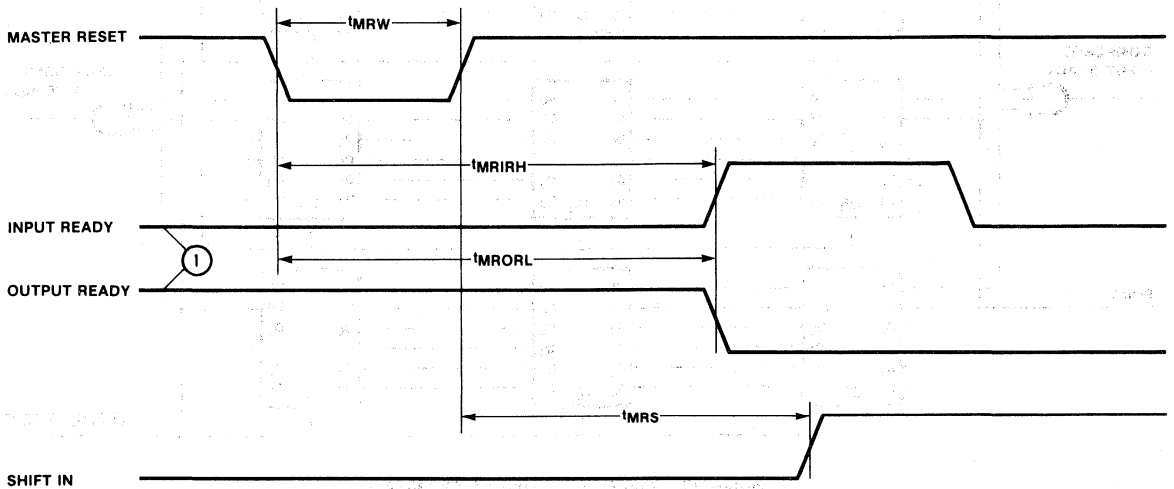 MASTER RESET
tMRW
tMRIRH
INPUT READY
1
tMRORL
OUTPUT READY
tMRS
SHIFT IN